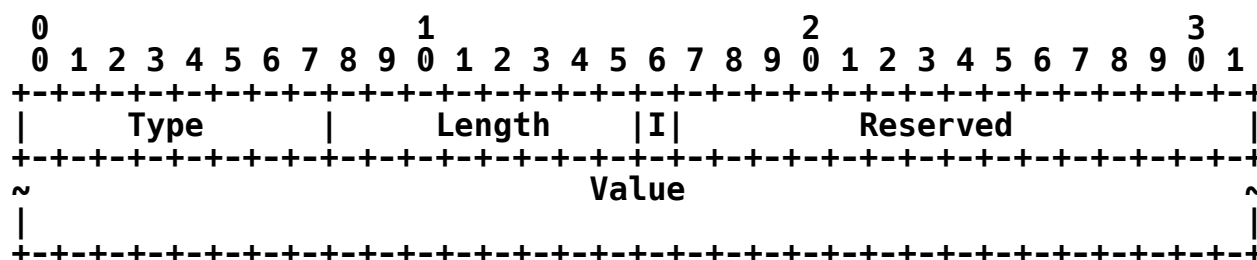 0                   1                   2                   3
 0 1 2 3 4 5 6 7 8 9 0 1 2 3 4 5 6 7 8 9 0 1 2 3 4 5 6 7 8 9 0 1
+-+-+-+-+-+-+-+-+-+-+-+-+-+-+-+-+-+-+-+-+-+-+-+-+-+-+-+-+-+-+-+-+
|     Type      |     Length    |I|         Reserved            |
+-+-+-+-+-+-+-+-+-+-+-+-+-+-+-+-+-+-+-+-+-+-+-+-+-+-+-+-+-+-+-+-+
~                             Value                             ~
|                                                               |
+-+-+-+-+-+-+-+-+-+-+-+-+-+-+-+-+-+-+-+-+-+-+-+-+-+-+-+-+-+-+-+-+